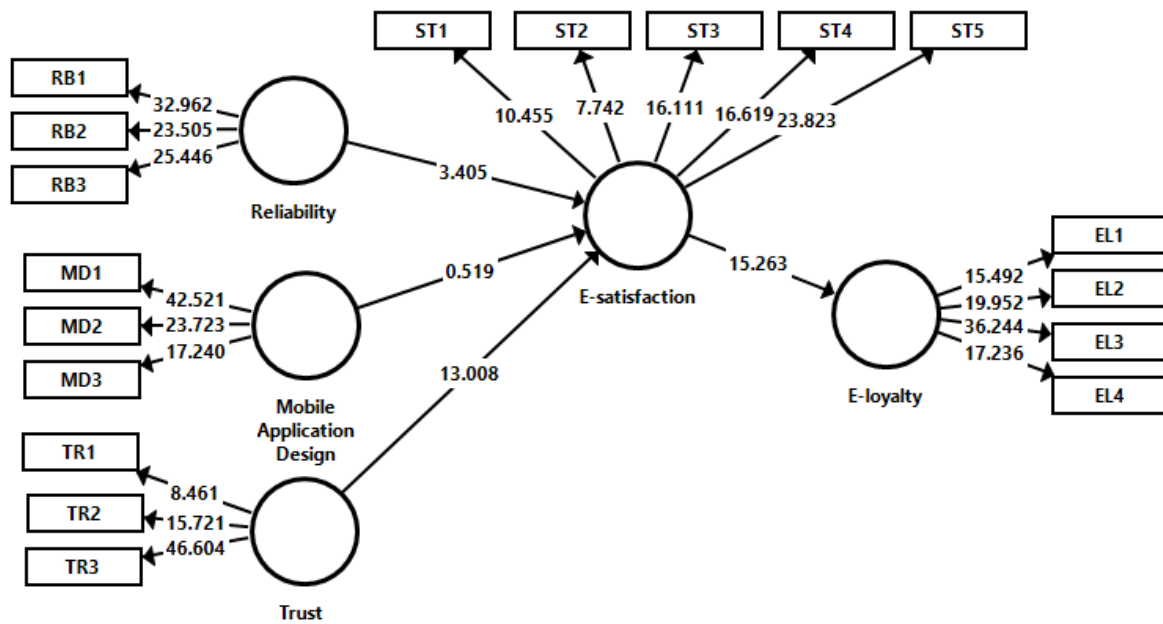 ST1
ST2
ST3
ST4
ST5
10.455
7.742
16.111
16.619
23.823
RB1
RB2
RB3
32.962
23.505
25.446
Reliability
3.405
MD1
MD2
MD3
42.521
23.723
17.240
Mobile
Application
Design
0.519
E-satisfaction
15.263
TR1
TR2
TR3
8.461
15.721
46.604
Trust
13.008
E-loyalty
15.492
19.952
36.244
17.236
EL1
EL2
EL3
EL4